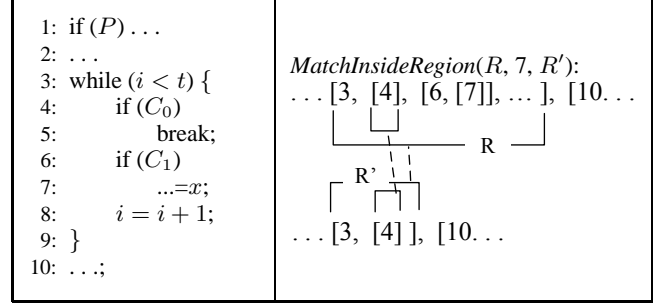 1: if (P) . . .
2: . . .
3: while (i < t) {
4: if (C₀)
5: break;
6: if (C₁)
7: ...=x;
8: i = i + 1;
9: }
10: . . .;
MatchInsideRegion(R, 7, R′):
. . . [3, [4], [6, [7]], ... ], [10. . .
R
R’
. . . [3, [4] ], [10. . .